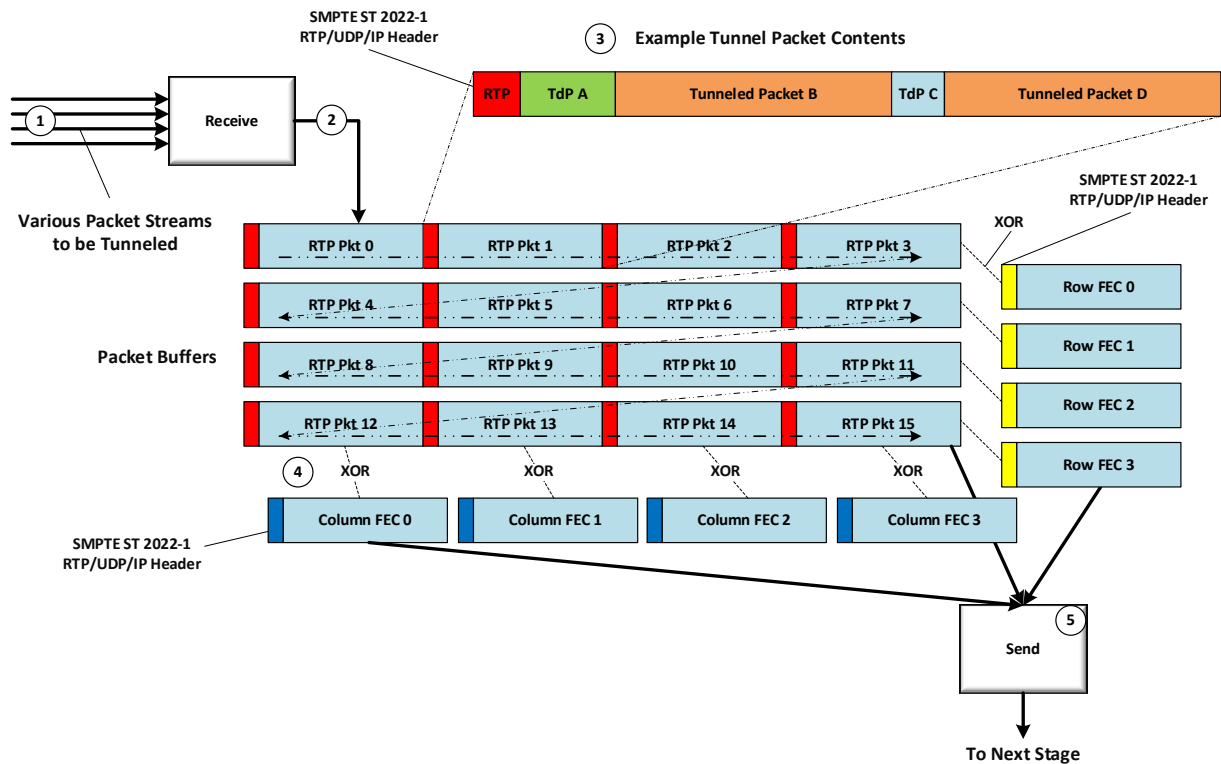 SMPTE ST 2022-1
RTP/UDP/IP Header
3 Example Tunnel Packet Contents
RTP TdP A Tunneled Packet B TdP C Tunneled Packet D
1
Receive
2
Various Packet Streams
to be Tunneled
SMPTE ST 2022-1
RTP/UDP/IP Header
XOR
RTP Pkt 0 RTP Pkt 1 RTP Pkt 2 RTP Pkt 3
Row FEC 0
RTP Pkt 4 RTP Pkt 5 RTP Pkt 6 RTP Pkt 7
Row FEC 1
Packet Buffers
RTP Pkt 8 RTP Pkt 9 RTP Pkt 10 RTP Pkt 11
Row FEC 2
RTP Pkt 12 RTP Pkt 13 RTP Pkt 14 RTP Pkt 15
Row FEC 3
4 XOR XOR XOR XOR
Column FEC 0 Column FEC 1 Column FEC 2 Column FEC 3
SMPTE ST 2022-1
RTP/UDP/IP Header
5
Send
To Next Stage